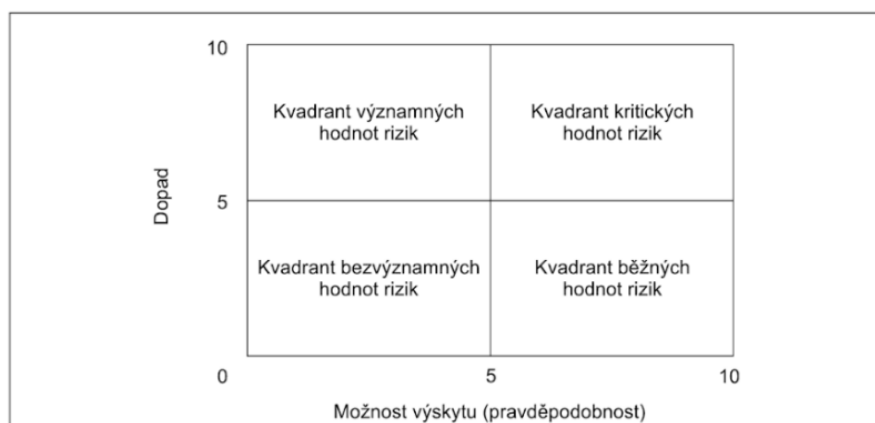 10
Kvadrant významných
hodnot rizik
Kvadrant kritických
hodnot rizik
Dopad
5
Kvadrant bezvýznamných
hodnot rizik
Kvadrant běžných
hodnot rizik
0
5
10
Možnost výskytu (pravděpodobnost)